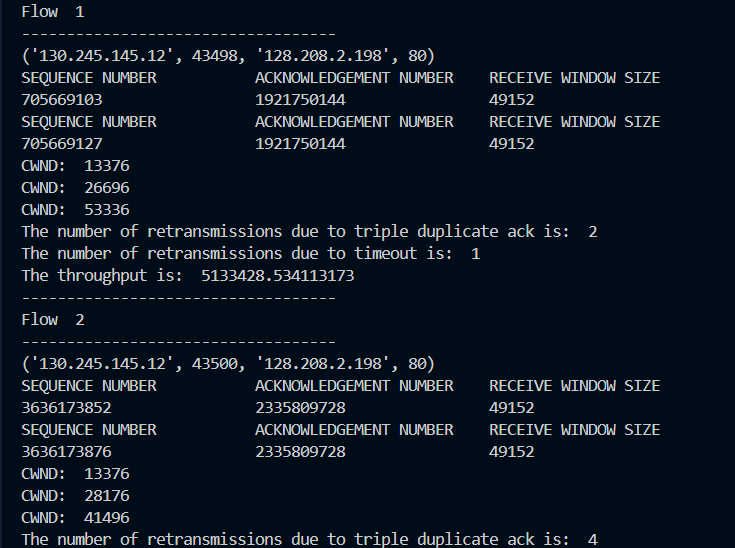 Flow  1
-----------------------------------
('130.245.145.12', 43498, '128.208.2.198', 80)
SEQUENCE NUMBER           ACKNOWLEDGEMENT NUMBER    RECEIVE WINDOW SIZE
705669103                 1921750144                49152
SEQUENCE NUMBER           ACKNOWLEDGEMENT NUMBER    RECEIVE WINDOW SIZE
705669127                 1921750144                49152
CWND:  13376
CWND:  26696
CWND:  53336
The number of retransmissions due to triple duplicate ack is:  2
The number of retransmissions due to timeout is:  1
The throughput is:  5133428.534113173
-----------------------------------
Flow  2
-----------------------------------
('130.245.145.12', 43500, '128.208.2.198', 80)
SEQUENCE NUMBER           ACKNOWLEDGEMENT NUMBER    RECEIVE WINDOW SIZE
3636173852                2335809728                49152
SEQUENCE NUMBER           ACKNOWLEDGEMENT NUMBER    RECEIVE WINDOW SIZE
3636173876                2335809728                49152
CWND:  13376
CWND:  28176
CWND:  41496
The number of retransmissions due to triple duplicate ack is:  4